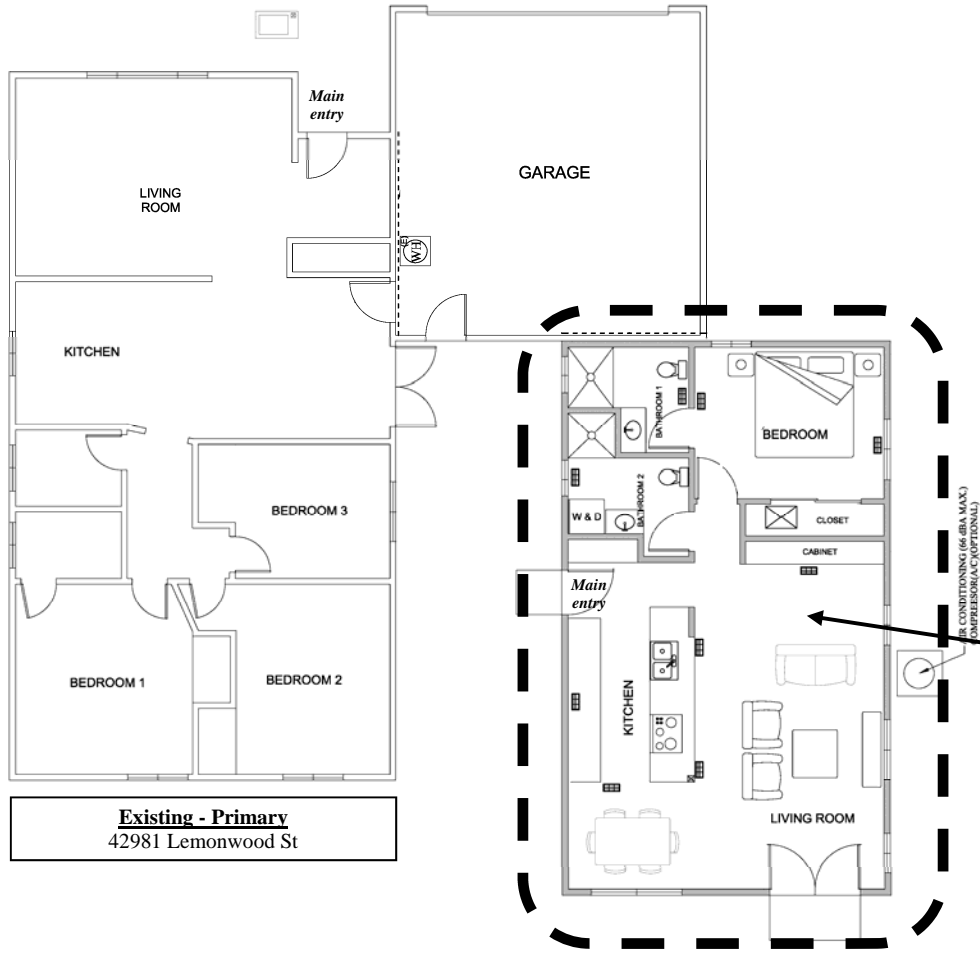 Main
entry
GARAGE
LIVING
ROOM
(E)
WH
KITCHEN
BATHROOM 1
BEDROOM
BATHROOM 2
BEDROOM 3
W & D
CLOSET
CABINET
AIR CONDITIONING (66 dBA MAX.)
COMPREESOR(A/C)(OPTIONAL)
Main
entry
BEDROOM 1
BEDROOM 2
KITCHEN
LIVING ROOM
Existing - Primary
42981 Lemonwood St